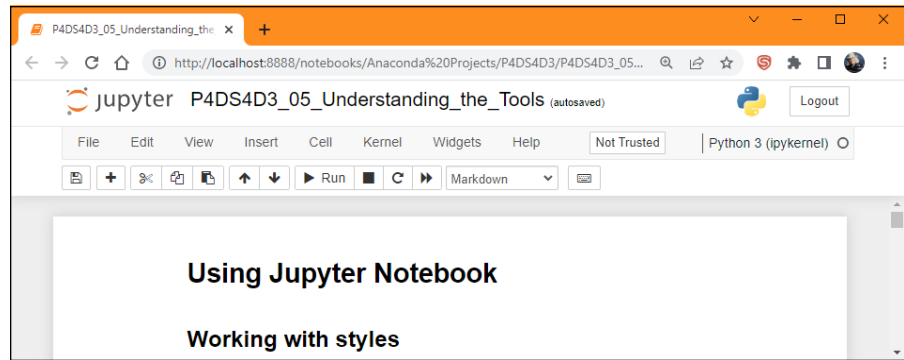 P4DS4D3_05_Understanding_the
http://localhost:8888/notebooks/Anaconda%20Projects/P4DS4D3/P4DS4D3_05...
jupyter P4DS4D3_05_Understanding_the_Tools (autosaved) Logout
File Edit View Insert Cell Kernel Widgets Help Not Trusted Python 3 (ipykernel)
Run Markdown
Using Jupyter Notebook
Working with styles